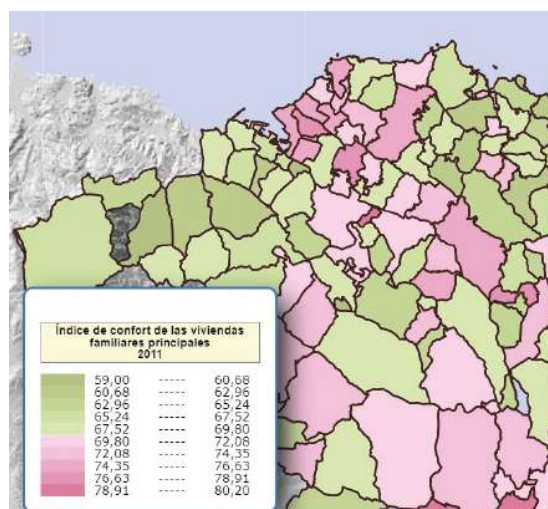 Índice de confort de las viviendas
familiares principales
2011
59,00 ----- 60,68
60,68 ----- 62,96
62,96 ----- 65,24
65,24 ----- 67,52
67,52 ----- 69,80
69,80 ----- 72,08
72,08 ----- 74,35
74,35 ----- 76,63
76,63 ----- 78,91
78,91 ----- 80,20